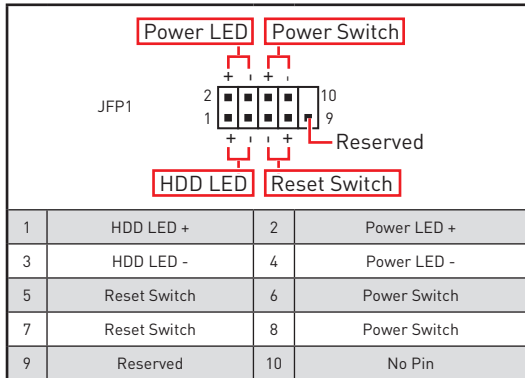 Power LED Power Switch
+ - + -
2 10
JFP1
1 9
+ - - +
Reserved
HDD LED Reset Switch
1 HDD LED + 2 Power LED +
3 HDD LED - 4 Power LED -
5 Reset Switch 6 Power Switch
7 Reset Switch 8 Power Switch
9 Reserved 10 No Pin